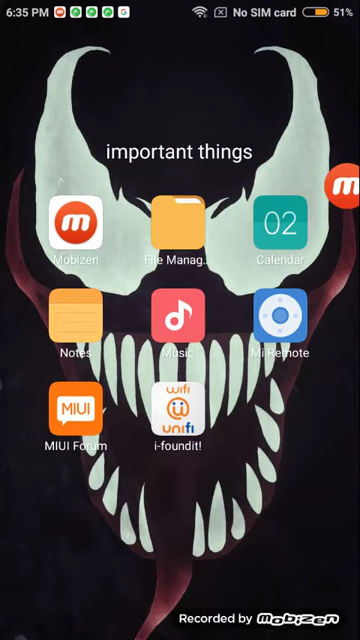 6:35 PM No SIM card 51%
important things
Mobizen File Manag.. Calendar
02
Notes Music Mi Remote
MIUI
wifi
unifi
MIUI Forum i-foundit!
Recorded by Mobizen